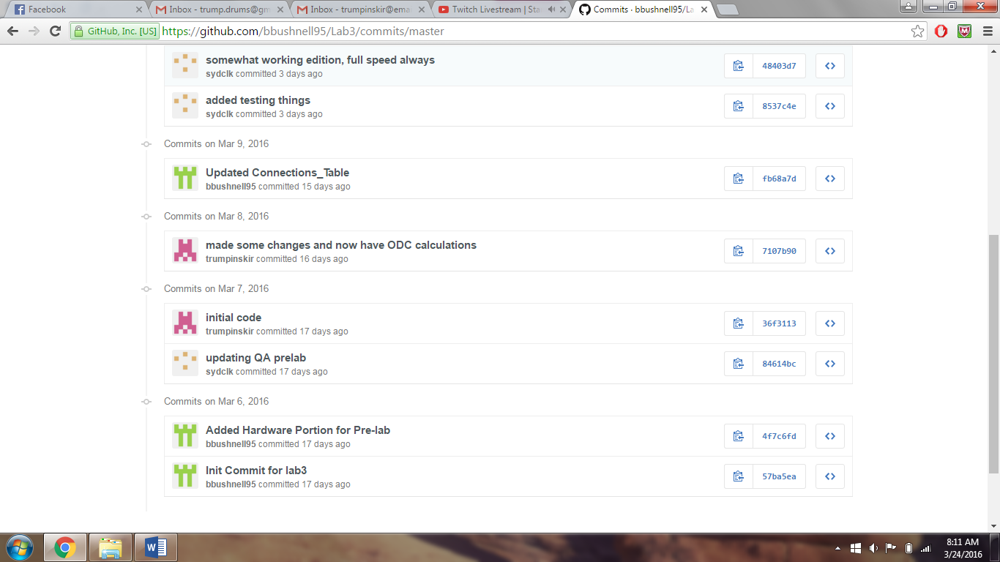 Facebook
Inbox - trump.drums@gm
Inbox - trumpinskir@ema
Twitch Livestream | Sta
Commits · bbushnell95/La
GitHub, Inc. [US]
https://github.com/bbushnell95/Lab3/commits/master
somewhat working edition, full speed always
sydclk committed 3 days ago
48403d7
added testing things
sydclk committed 3 days ago
8537c4e
Commits on Mar 9, 2016
Updated Connections_Table
bbushnell95 committed 15 days ago
fb68a7d
Commits on Mar 8, 2016
made some changes and now have ODC calculations
trumpinskir committed 16 days ago
7107b90
Commits on Mar 7, 2016
initial code
trumpinskir committed 17 days ago
36f3113
updating QA prelab
sydclk committed 17 days ago
84614bc
Commits on Mar 6, 2016
Added Hardware Portion for Pre-lab
bbushnell95 committed 17 days ago
4f7c6fd
Init Commit for lab3
bbushnell95 committed 17 days ago
57ba5ea
8:11 AM
3/24/2016